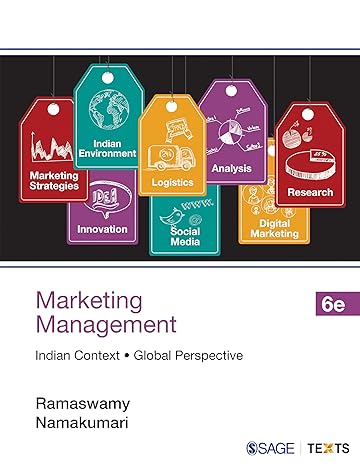 Marketing
Strategies
Indian
Environment
Logistics
Analysis
Research
Innovation
IDEA
Social
Media
Digital
Marketing
Marketing
Management
6e
Indian Context • Global Perspective
Ramaswamy
Namakumari
SAGE | TEXTS